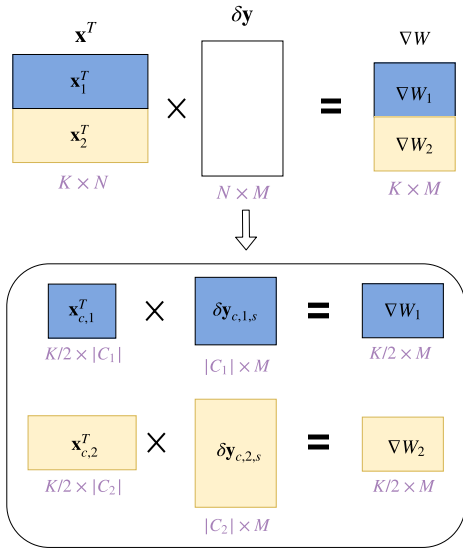 𝐱^T δ𝐲 ∇W
𝐱_1^T × = ∇W_1
𝐱_2^T ∇W_2
K × N N × M K × M
𝐱_{c,1}^T × δ𝐲_{c,1,s} = ∇W_1
K/2 × |C_1| |C_1| × M K/2 × M
𝐱_{c,2}^T × δ𝐲_{c,2,s} = ∇W_2
K/2 × |C_2| |C_2| × M K/2 × M